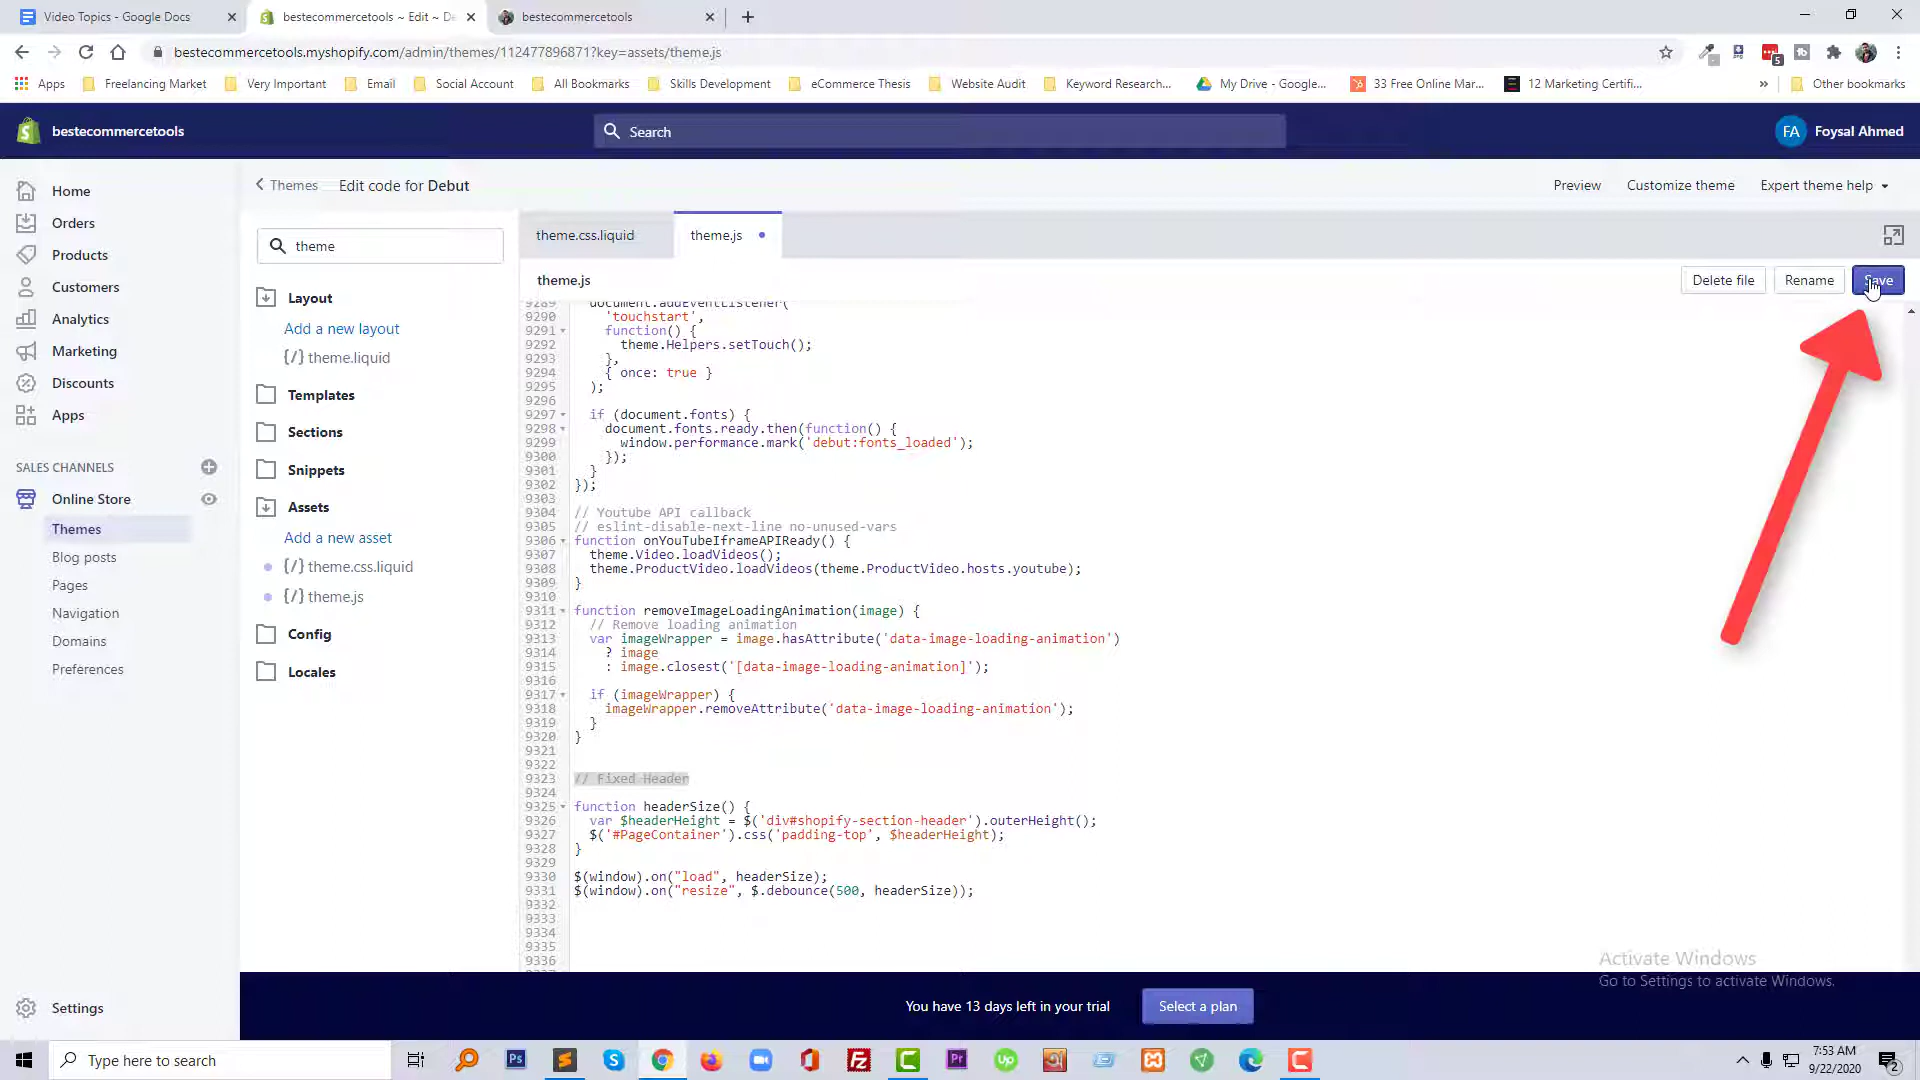 Video Topics - Google Docs
bestecommercetools ~ Edit ~ De
bestecommercetools
bestecommercetools.myshopify.com/admin/themes/112477896871?key=assets/theme.js
Apps
Freelancing Market
Very Important
Email
Social Account
All Bookmarks
Skills Development
eCommerce Thesis
Website Audit
Keyword Research...
My Drive - Google...
33 Free Online Mar...
12 Marketing Certifi...
Other bookmarks
bestecommercetools
Search
FA
Foysal Ahmed
Home
Orders
Products
Customers
Analytics
Marketing
Discounts
Apps
SALES CHANNELS
Online Store
Themes
Blog posts
Pages
Navigation
Domains
Preferences
Settings
Themes
Edit code for Debut
Preview
Customize theme
Expert theme help
theme
Layout
Add a new layout
{/} theme.liquid
Templates
Sections
Snippets
Assets
Add a new asset
{/} theme.css.liquid
{/} theme.js
Config
Locales
theme.css.liquid
theme.js
theme.js
Delete file
Rename
Save
9289 document.addEventListener(
9290 'touchstart',
9291 function() {
9292 theme.Helpers.setTouch();
9293 },
9294 { once: true }
9295 );
9296
9297 if (document.fonts) {
9298 document.fonts.ready.then(function() {
9299 window.performance.mark('debut:fonts_loaded');
9300 });
9301 }
9302 });
9303
9304 // Youtube API callback
9305 // eslint-disable-next-line no-unused-vars
9306 function onYouTubeIframeAPIReady() {
9307 theme.Video.loadVideos();
9308 theme.ProductVideo.loadVideos(theme.ProductVideo.hosts.youtube);
9309 }
9310
9311 function removeImageLoadingAnimation(image) {
9312 // Remove loading animation
9313 var imageWrapper = image.hasAttribute('data-image-loading-animation')
9314 ? image
9315 : image.closest('[data-image-loading-animation]');
9316
9317 if (imageWrapper) {
9318 imageWrapper.removeAttribute('data-image-loading-animation');
9319 }
9320 }
9321
9322
9323 // Fixed Header
9324
9325 function headerSize() {
9326 var $headerHeight = $('div#shopify-section-header').outerHeight();
9327 $('#PageContainer').css('padding-top', $headerHeight);
9328 }
9329
9330 $(window).on("load", headerSize);
9331 $(window).on("resize", $.debounce(500, headerSize));
9332
9333
9334
9335
9336
Activate Windows
Go to Settings to activate Windows.
You have 13 days left in your trial
Select a plan
Type here to search
7:53 AM
9/22/2020